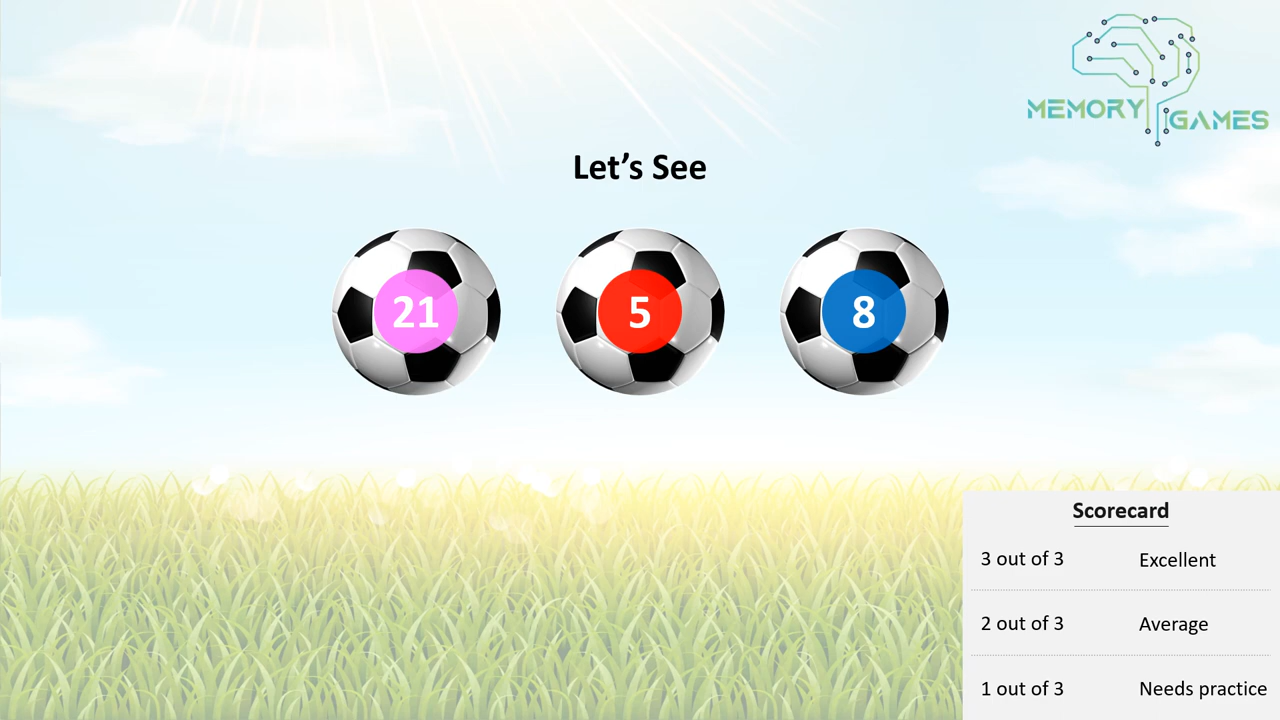 MEMORY GAMES
Let's See
21 5 8
Scorecard
3 out of 3 Excellent
2 out of 3 Average
1 out of 3 Needs practice